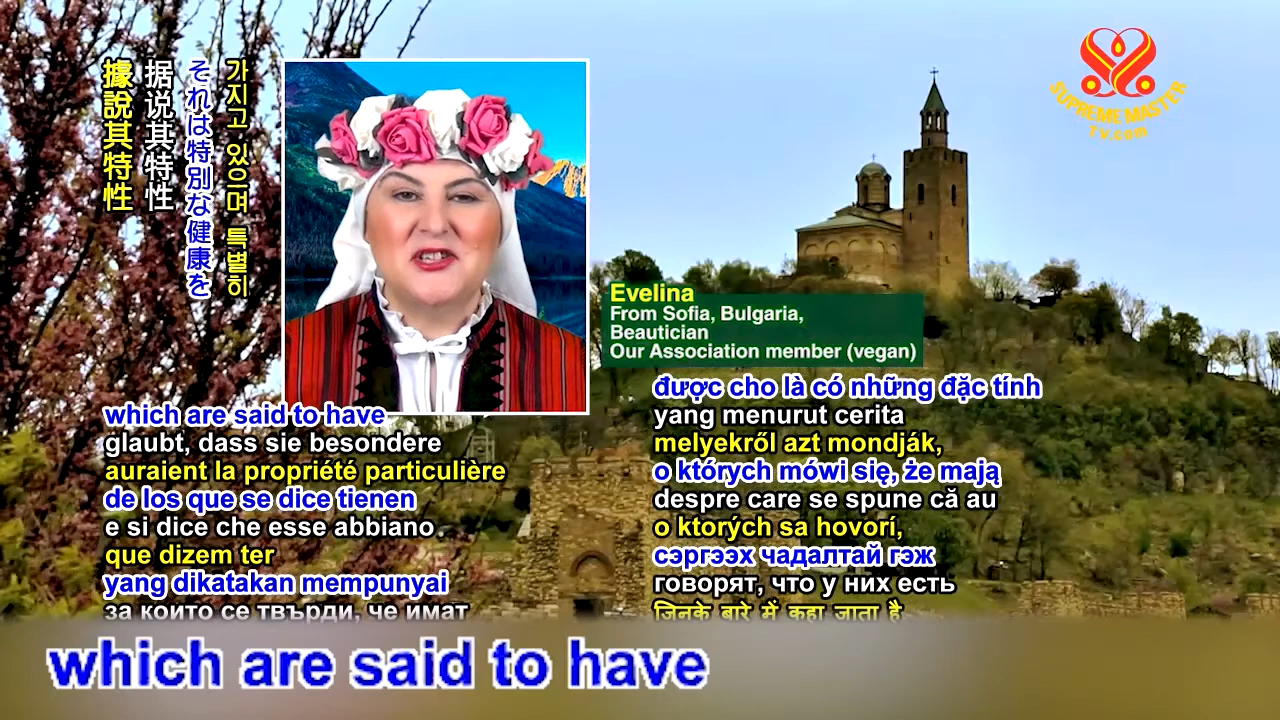 SUPREME MASTER
TV.com
據說其特性
据说其特性
それは特別な健康を
가지고 있으며 특별히
Evelina
From Sofia, Bulgaria,
Beautician
Our Association member (vegan)
which are said to have
glaubt, dass sie besondere
auraient la propriété particulière
de los que se dice tienen
e si dice che esse abbiano
que dizem ter
yang dikatakan mempunyai
за които се твърди, че имат
được cho là có những đặc tính
yang menurut cerita
melyekről azt mondják,
o których mówi się, że mają
despre care se spune că au
o ktorých sa hovorí,
сэргээх чадалтай гэж
говорят, что у них есть
जिनके बारे में कहा जाता है
which are said to have